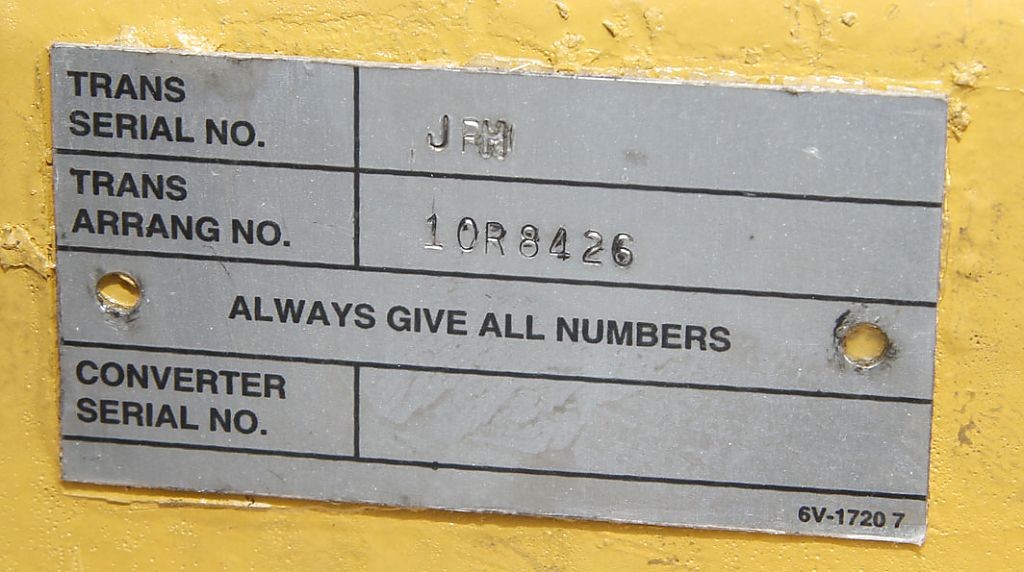 TRANS
SERIAL NO.
TRANS
ARRANG NO.
10R8426
ALWAYS GIVE ALL NUMBERS
CONVERTER
SERIAL NO.
6V-1720 7